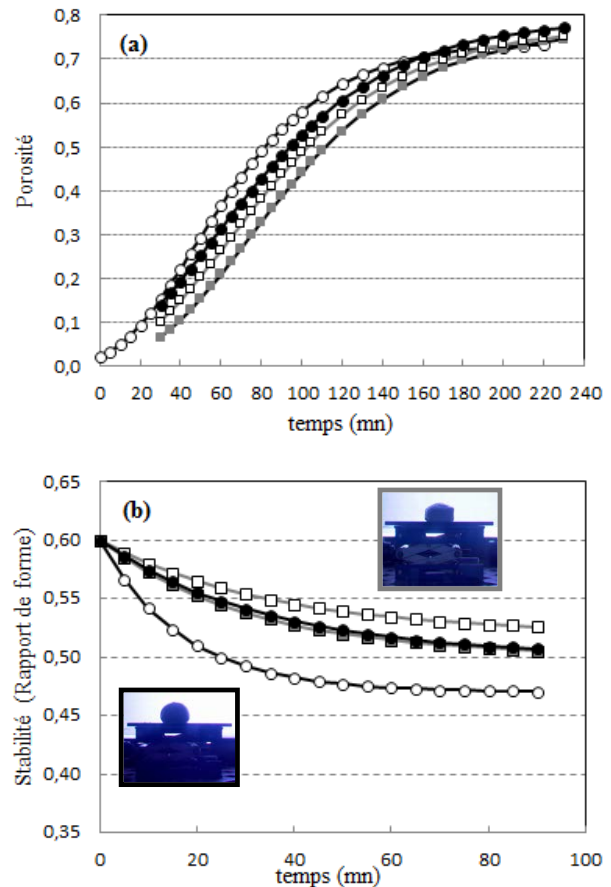 (a)
Porosité
0,8
0,7
0,6
0,5
0,4
0,3
0,2
0,1
0,0
0 20 40 60 80 100 120 140 160 180 200 220 240
temps (mn)
(b)
Stabilité (Rapport de forme)
0,65
0,60
0,55
0,50
0,45
0,40
0,35
0 20 40 60 80 100
temps (mn)